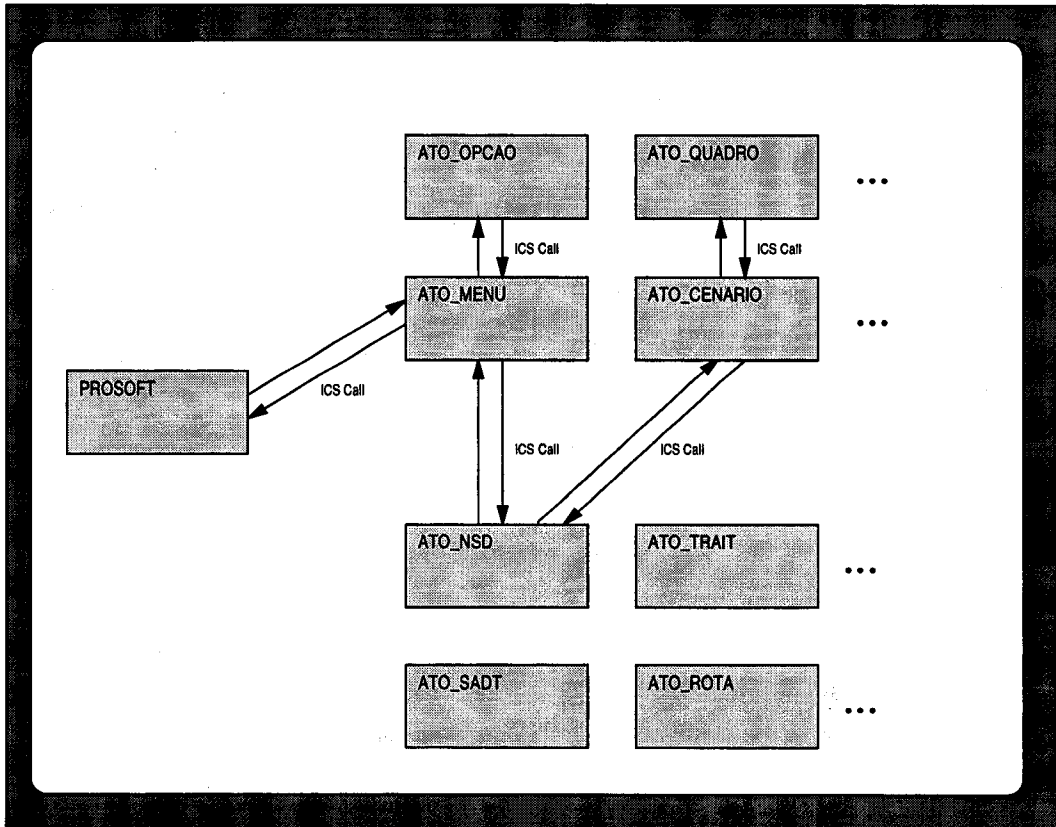 ATO_OPCAO
ATO_QUADRO
...
ICS Call
ICS Call
ATO_MENU
ATO_CENARIO
...
PROSOFT
ICS Call
ICS Call
ICS Call
ATO_NSD
ATO_TRAIT
...
ATO_SADT
ATO_ROTA
...